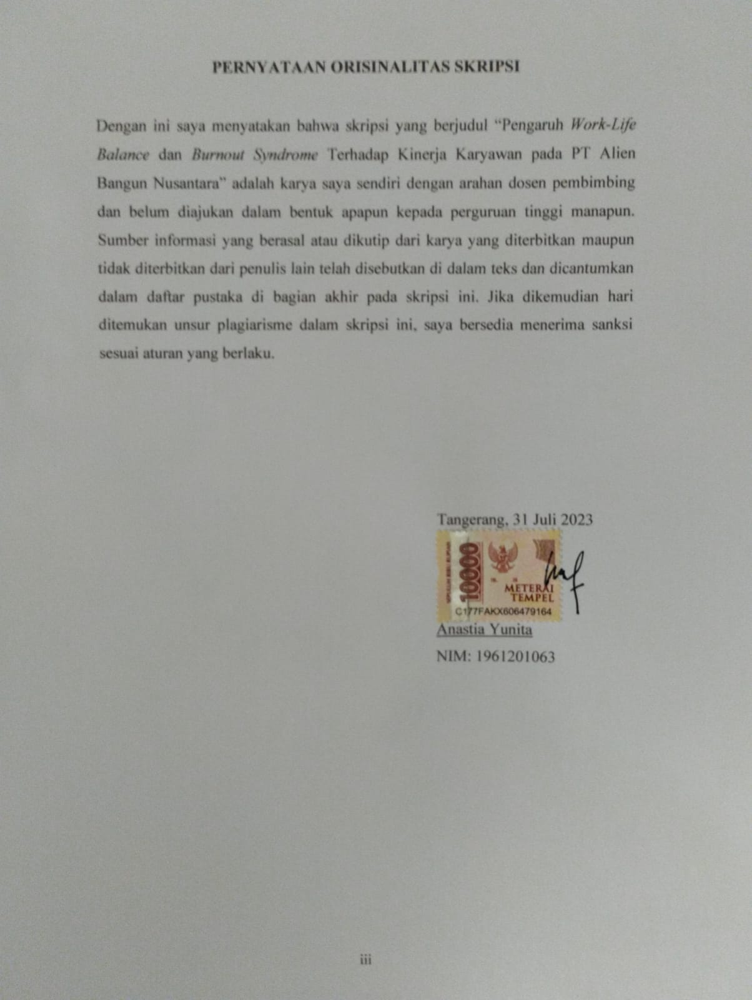 PERNYATAAN ORISINALITAS SKRIPSI
Dengan ini saya menyatakan bahwa skripsi yang berjudul “Pengaruh Work-Life
Balance dan Burnout Syndrome Terhadap Kinerja Karyawan pada PT Alien
Bangun Nusantara” adalah karya saya sendiri dengan arahan dosen pembimbing
dan belum diajukan dalam bentuk apapun kepada perguruan tinggi manapun.
Sumber informasi yang berasal atau dikutip dari karya yang diterbitkan maupun
tidak diterbitkan dari penulis lain telah disebutkan di dalam teks dan dicantumkan
dalam daftar pustaka di bagian akhir pada skripsi ini. Jika dikemudian hari
ditemukan unsur plagiarisme dalam skripsi ini, saya bersedia menerima sanksi
sesuai aturan yang berlaku.
Tangerang, 31 Juli 2023
SEPULUH RIBU RUPIAH
10000
METERAI
TEMPEL
C177FAKX606479164
Anastia Yunita
NIM: 1961201063
iii